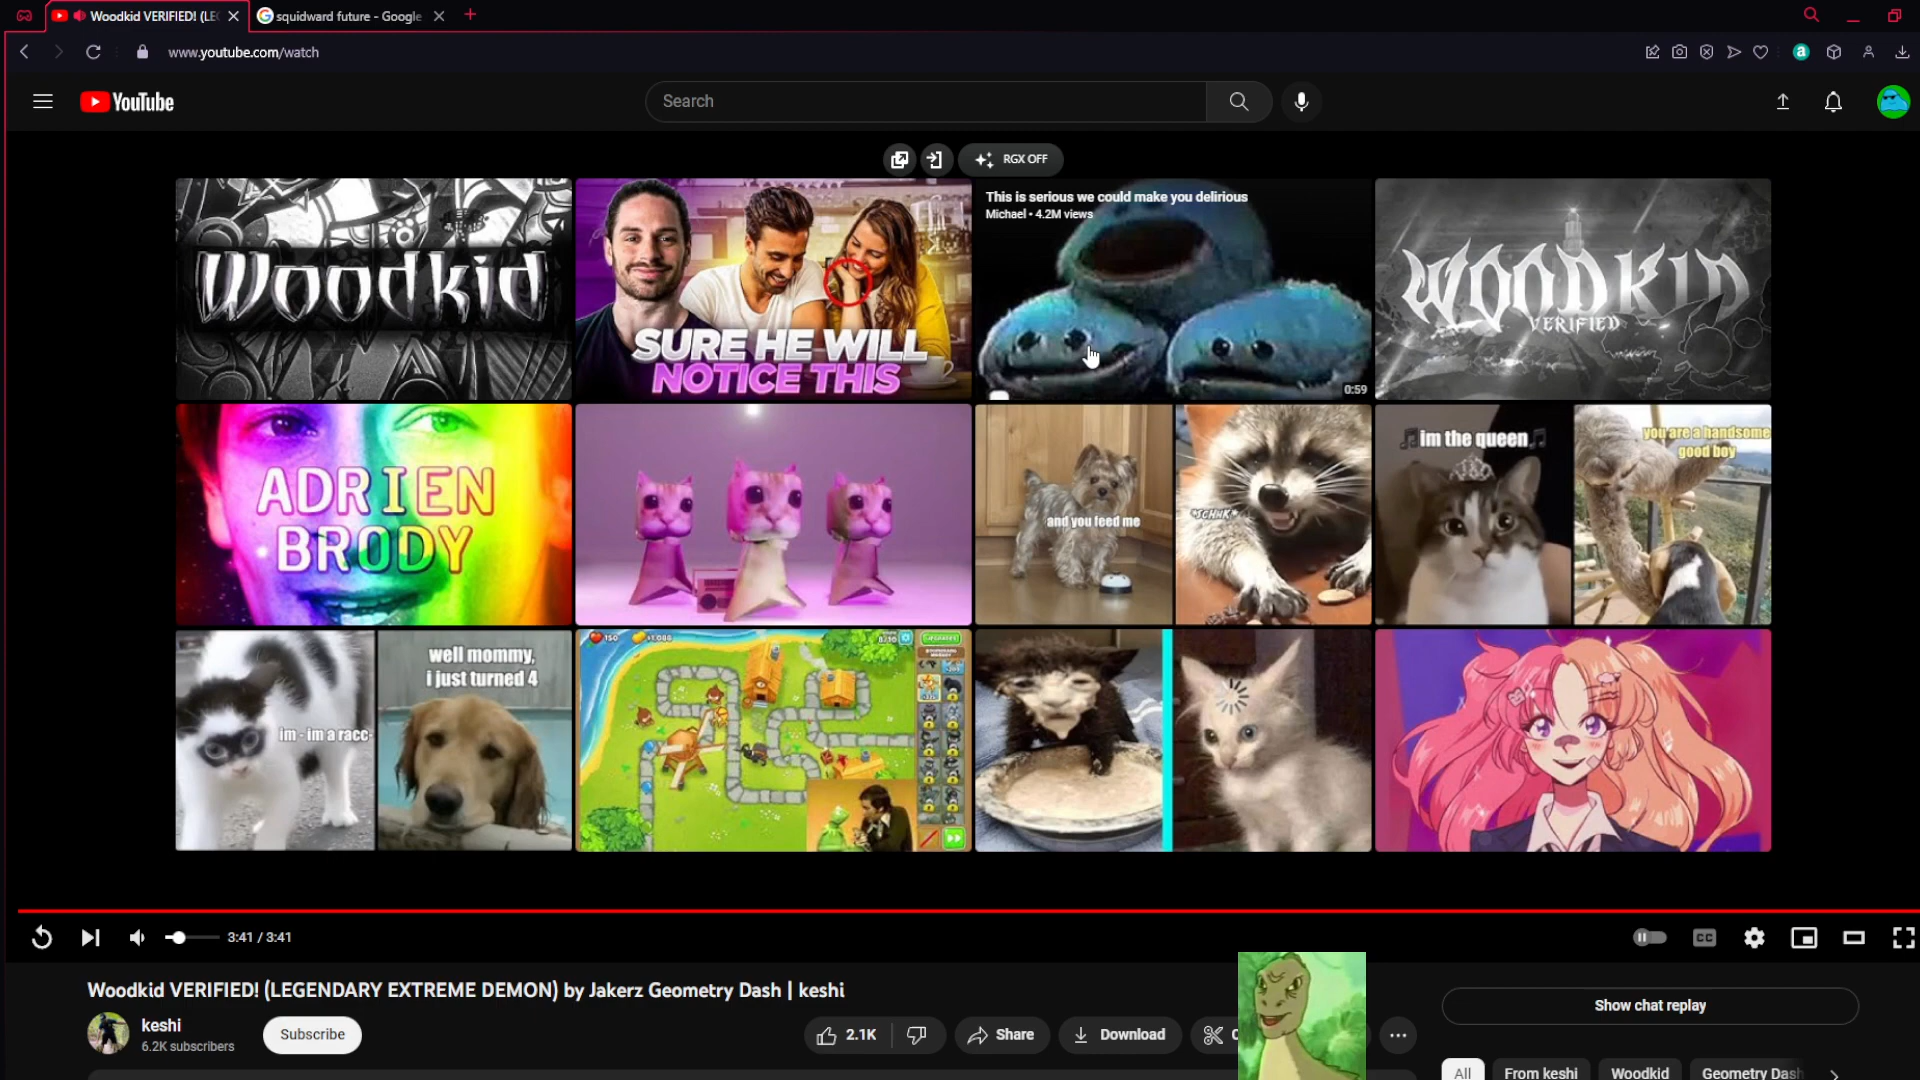 Woodkid VERIFIED! (LE
squidward future - Google
www.youtube.com/watch
YouTube
Search
RGX OFF
Woodkid
SURE HE WILL
NOTICE THIS
This is serious we could make you delirious
Michael • 4.2M views
0:59
WOODKID
VERIFIED
ADRIEN
BRODY
and you feed me
*SCHHK*
im the queen
you are a handsome
good boy
im - im a racc-
well mommy,
i just turned 4
150
3:41 / 3:41
CC
Woodkid VERIFIED! (LEGENDARY EXTREME DEMON) by Jakerz Geometry Dash | keshi
keshi
6.2K subscribers
Subscribe
2.1K
Share
Download
C
Show chat replay
All
From keshi
Woodkid
Geometry Dash